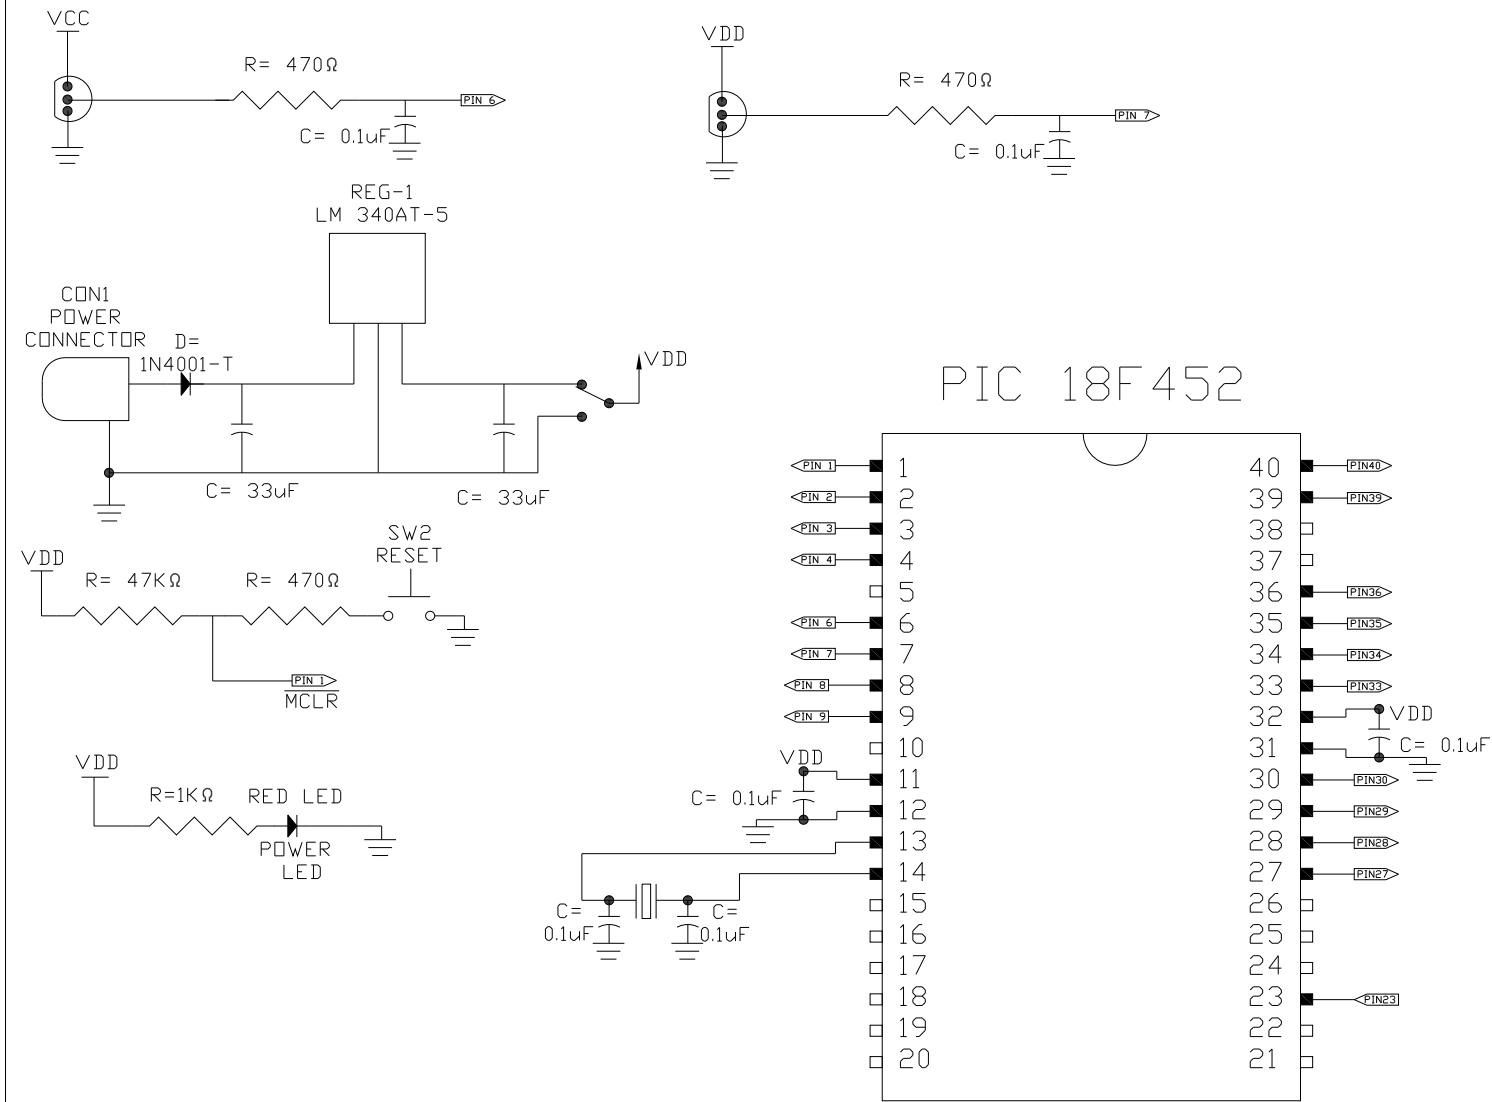 VCC
R= 470Ω
PIN 6
C= 0.1uF
VDD
R= 470Ω
PIN 7
C= 0.1uF
REG-1
LM 340AT-5
CON1
POWER
CONNECTOR
D=
1N4001-T
VDD
C= 33uF
C= 33uF
SW2
RESET
VDD
R= 47KΩ
R= 470Ω
PIN 1
MCLR
VDD
R=1KΩ
RED LED
POWER
LED
PIC 18F452
PIN 1
1
40
PIN40
PIN 2
2
39
PIN39
PIN 3
3
38
PIN 4
4
37
5
36
PIN36
PIN 6
6
35
PIN35
PIN 7
7
34
PIN34
PIN 8
8
33
PIN33
PIN 9
9
32
VDD
10
31
C= 0.1uF
VDD
11
30
PIN30
C= 0.1uF
12
29
PIN29
13
28
PIN28
14
27
PIN27
C=
0.1uF
C=
0.1uF
15
26
16
25
17
24
18
23
PIN23
19
22
20
21